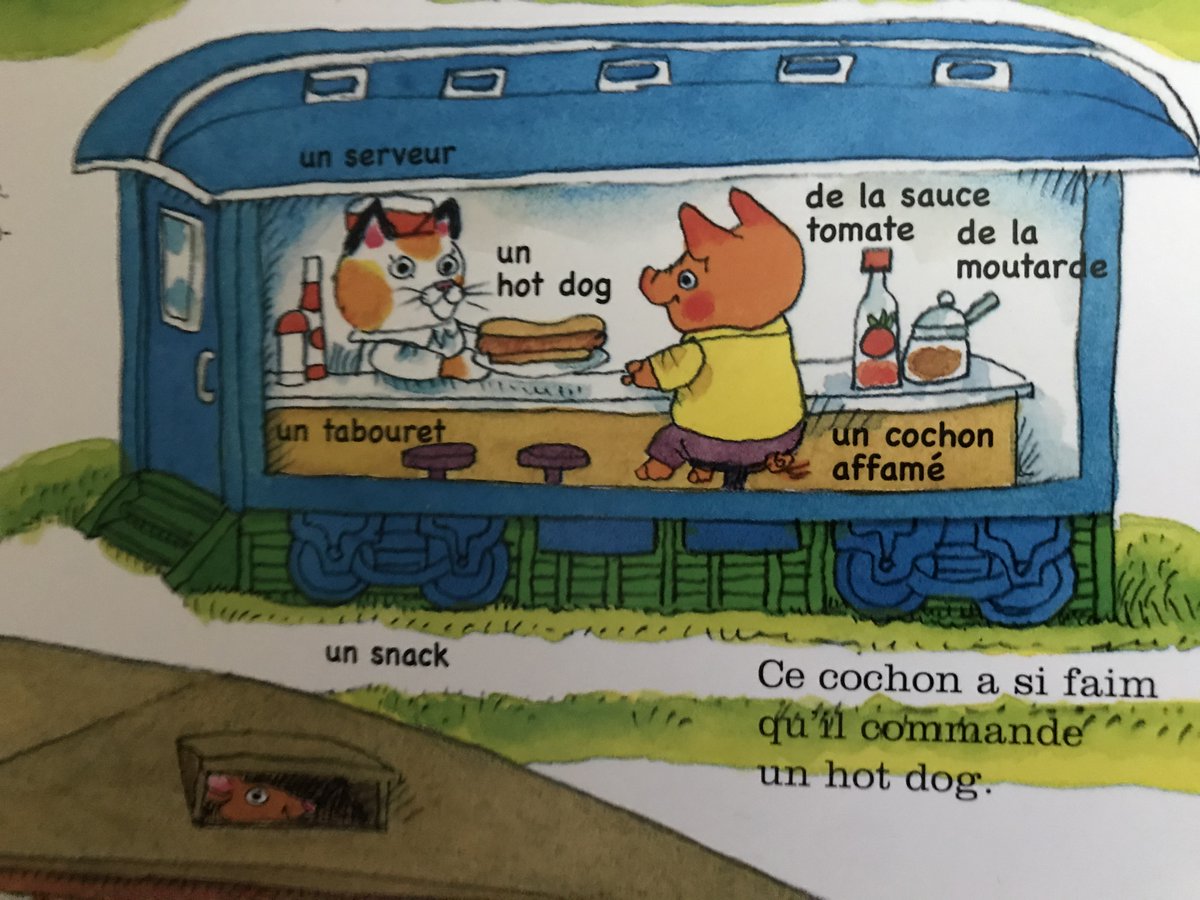 un serveur
un
hot dog
de la sauce
tomate
de la
moutarde
un tabouret
un cochon
affamé
un snack
Ce cochon a si faim
qu'il commande
un hot dog.